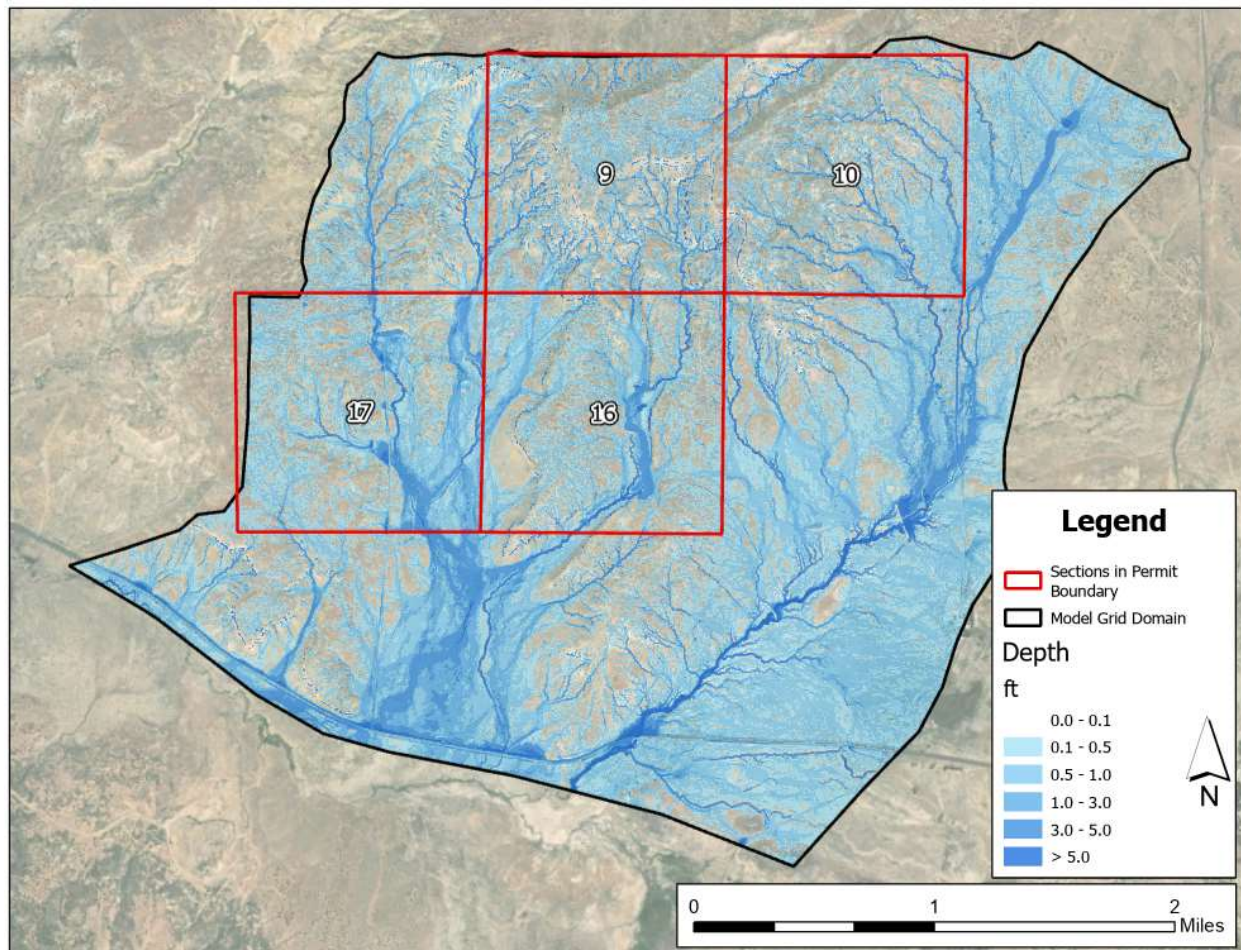 9
10
17
16
Legend
Sections in Permit
Boundary
Model Grid Domain
Depth
ft
0.0 - 0.1
0.1 - 0.5
0.5 - 1.0
1.0 - 3.0
3.0 - 5.0
> 5.0
N
0 1 2
Miles